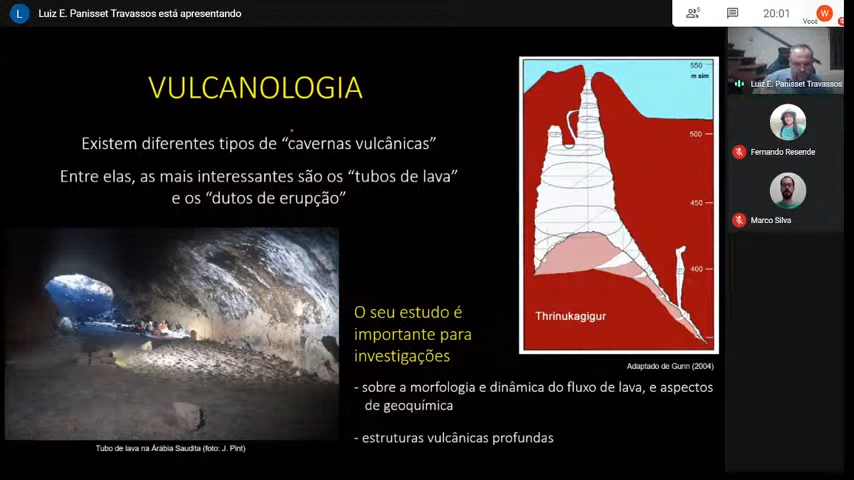 L Luiz E. Panisset Travassos está apresentando
5
20:01
W
Você
VULCANOLOGIA
Existem diferentes tipos de “cavernas vulcânicas”
Entre elas, as mais interessantes são os “tubos de lava”
e os “dutos de erupção”
550
m sim
500
450
400
Thrinukagigur
Adaptado de Gunn (2004)
O seu estudo é
importante para
investigações
- sobre a morfologia e dinâmica do fluxo de lava, e aspectos
de geoquímica
- estruturas vulcânicas profundas
Tubo de lava na Arábia Saudita (foto: J. Pint)
Luiz E. Panisset Travassos
Fernando Resende
Marco Silva